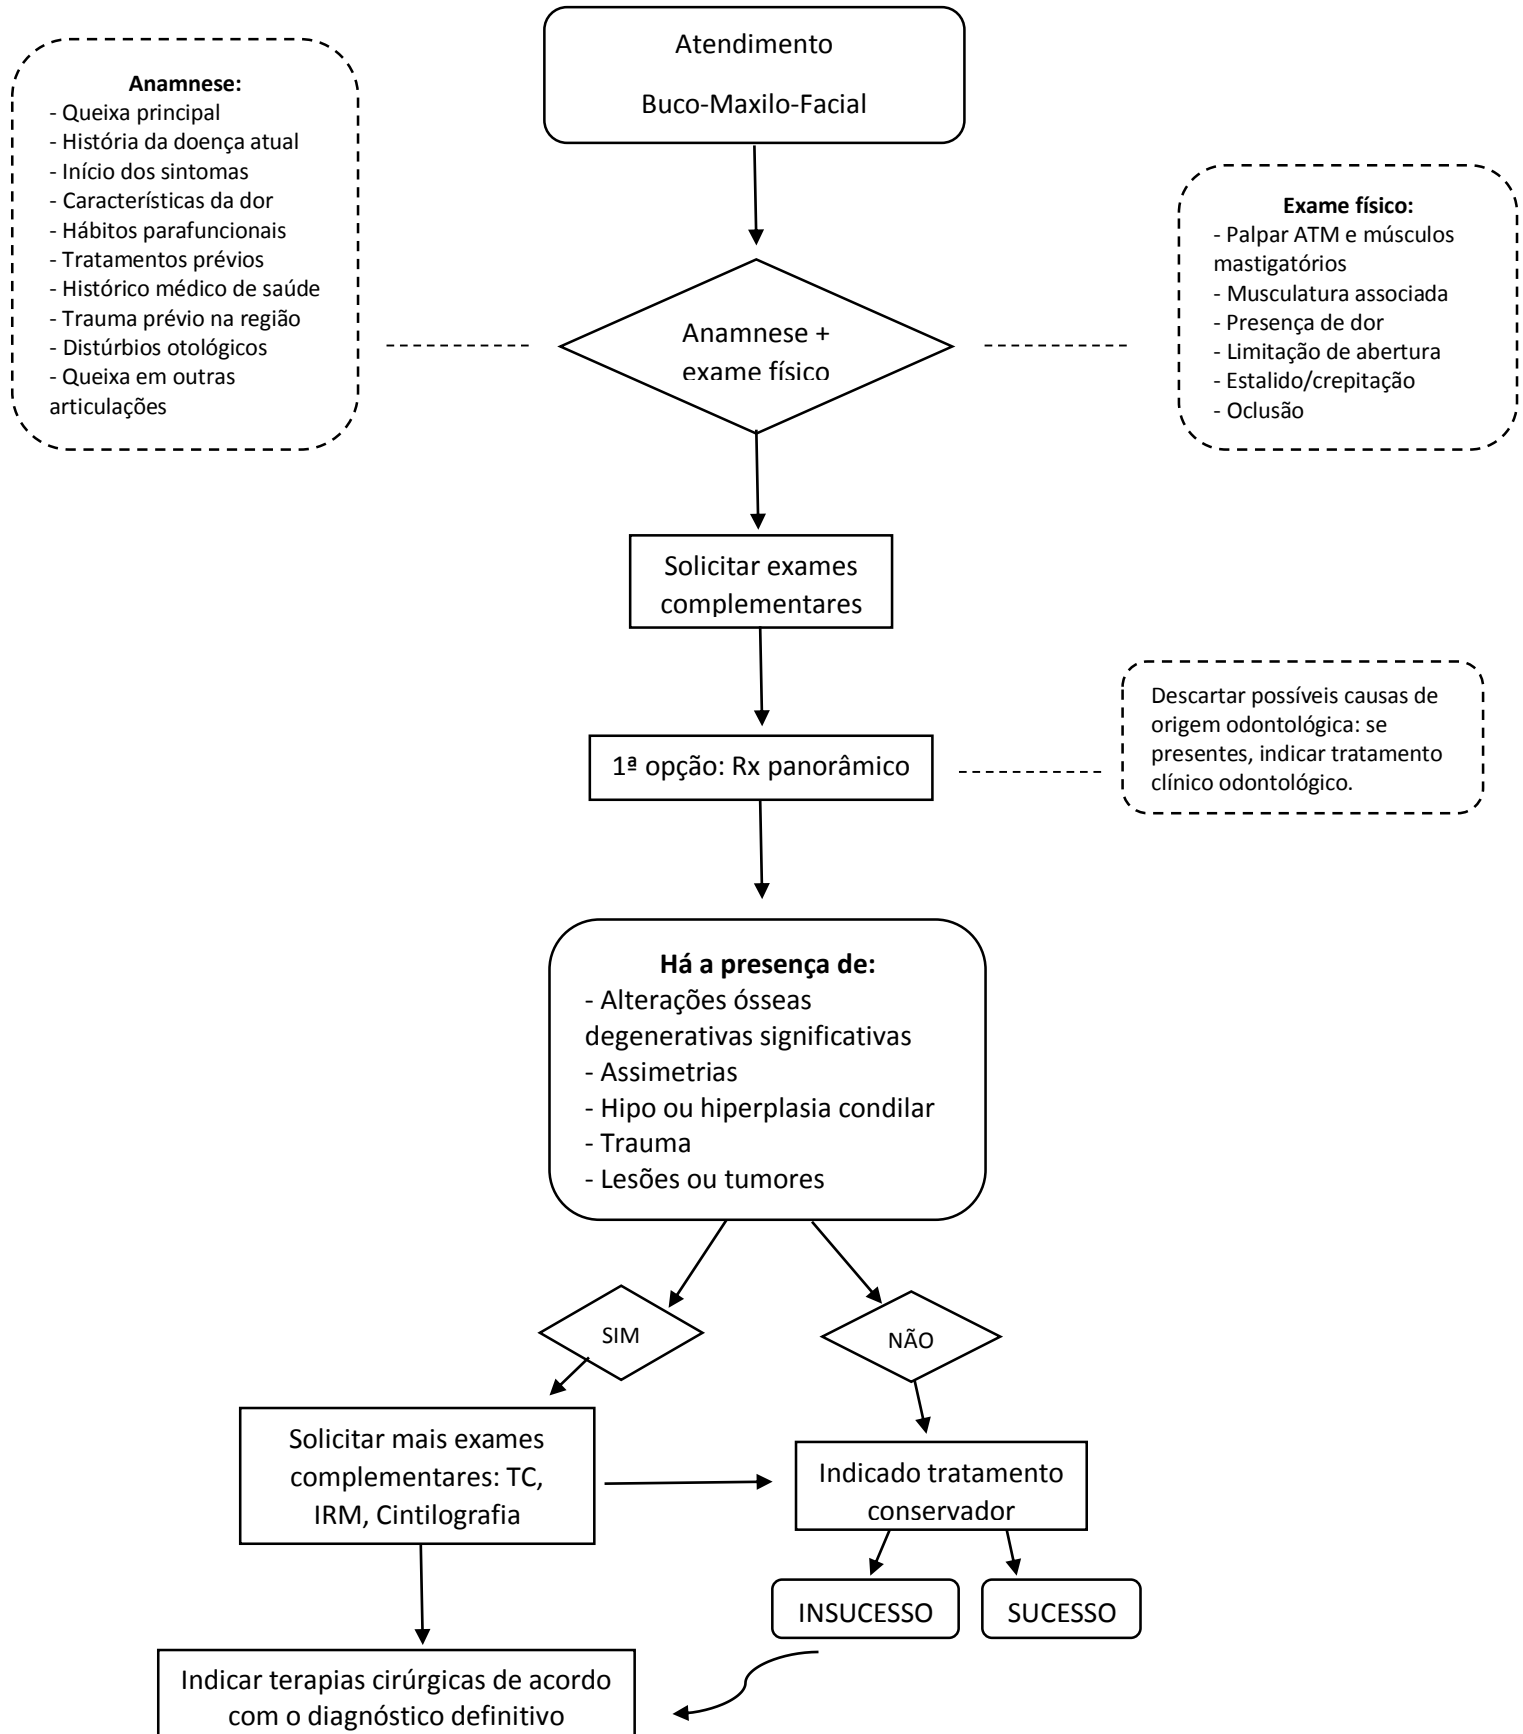 Atendimento
Buco-Maxilo-Facial
Anamnese:
- Queixa principal
- História da doença atual
- Início dos sintomas
- Características da dor
- Hábitos parafuncionais
- Tratamentos prévios
- Histórico médico de saúde
- Trauma prévio na região
- Distúrbios otológicos
- Queixa em outras
articulações
Exame físico:
- Palpar ATM e músculos
mastigatórios
- Musculatura associada
- Presença de dor
- Limitação de abertura
- Estalido/crepitação
- Oclusão
Anamnese +
exame físico
Solicitar exames
complementares
1ª opção: Rx panorâmico
Descartar possíveis causas de
origem odontológica: se
presentes, indicar tratamento
clínico odontológico.
Há a presença de:
- Alterações ósseas
degenerativas significativas
- Assimetrias
- Hipo ou hiperplasia condilar
- Trauma
- Lesões ou tumores
SIM
NÃO
Solicitar mais exames
complementares: TC,
IRM, Cintilografia
Indicado tratamento
conservador
INSUCESSO
SUCESSO
Indicar terapias cirúrgicas de acordo
com o diagnóstico definitivo